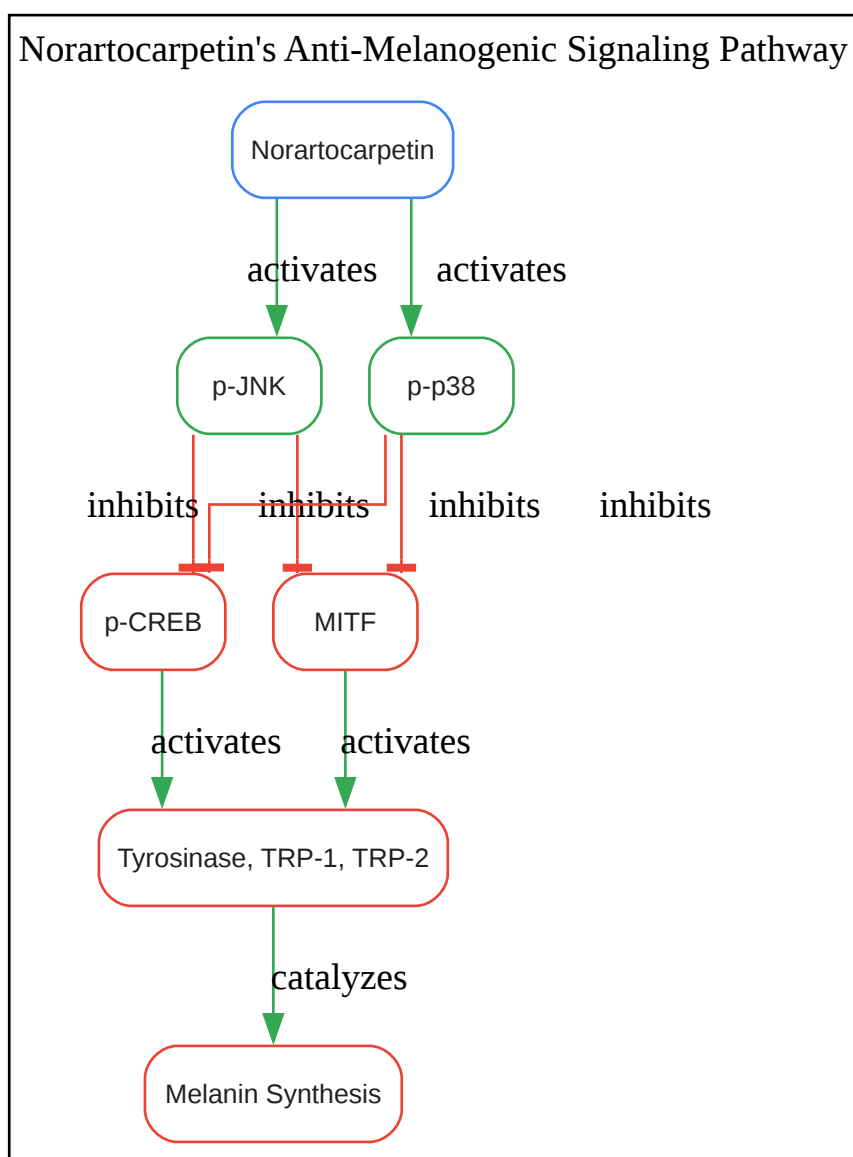 Norartocarpetin's Anti-Melanogenic Signaling Pathway
Norartocarpetin
activates activates
p-JNK p-p38
inhibits inhibits inhibits inhibits
p-CREB MITF
activates activates
Tyrosinase, TRP-1, TRP-2
catalyzes
Melanin Synthesis